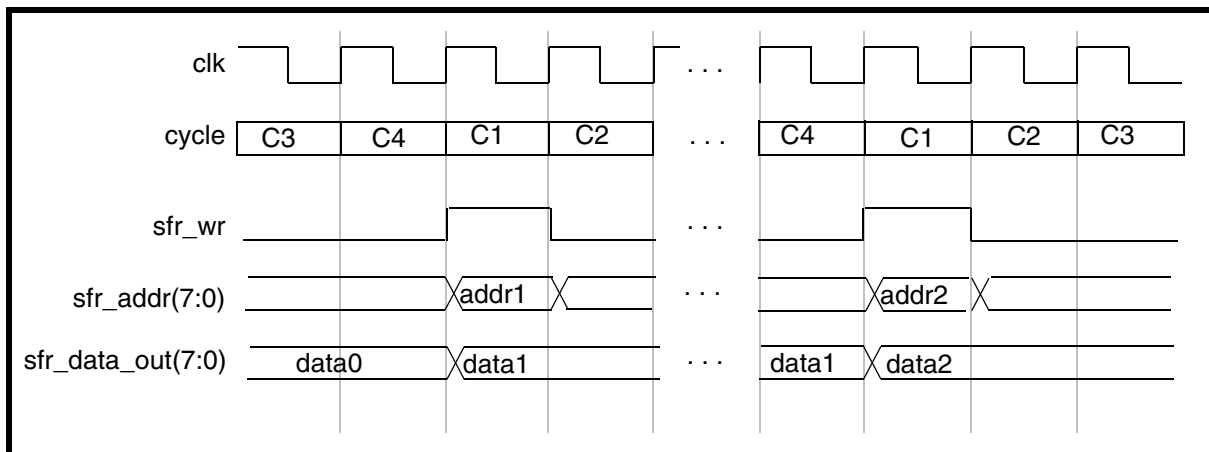 clk . . .
cycle C3 C4 C1 C2 . . . C4 C1 C2 C3
sfr_wr . . .
sfr_addr(7:0) addr1 . . . addr2
sfr_data_out(7:0) data0 data1 . . . data1 data2